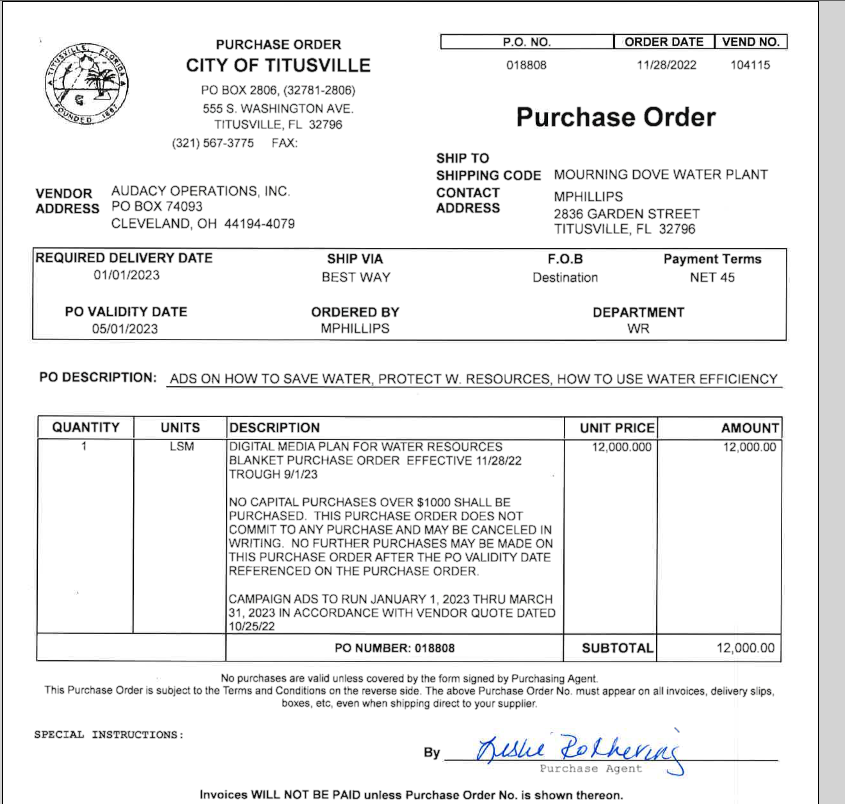 TITUSVILLE, FLORIDA
FOUNDED 1867
PURCHASE ORDER
CITY OF TITUSVILLE
PO BOX 2806, (32781-2806)
555 S. WASHINGTON AVE.
TITUSVILLE, FL 32796
(321) 567-3775 FAX:
P.O. NO. ORDER DATE VEND NO.
018808 11/28/2022 104115
Purchase Order
VENDOR AUDACY OPERATIONS, INC.
ADDRESS PO BOX 74093
CLEVELAND, OH 44194-4079
SHIP TO
SHIPPING CODE MOURNING DOVE WATER PLANT
CONTACT MPHILLIPS
ADDRESS 2836 GARDEN STREET
TITUSVILLE, FL 32796
REQUIRED DELIVERY DATE SHIP VIA F.O.B Payment Terms
01/01/2023 BEST WAY Destination NET 45
PO VALIDITY DATE ORDERED BY DEPARTMENT
05/01/2023 MPHILLIPS WR
PO DESCRIPTION: ADS ON HOW TO SAVE WATER, PROTECT W. RESOURCES, HOW TO USE WATER EFFICIENCY
QUANTITY UNITS DESCRIPTION UNIT PRICE AMOUNT
1 LSM DIGITAL MEDIA PLAN FOR WATER RESOURCES 12,000.000 12,000.00
BLANKET PURCHASE ORDER EFFECTIVE 11/28/22
TROUGH 9/1/23
NO CAPITAL PURCHASES OVER $1000 SHALL BE
PURCHASED. THIS PURCHASE ORDER DOES NOT
COMMIT TO ANY PURCHASE AND MAY BE CANCELED IN
WRITING. NO FURTHER PURCHASES MAY BE MADE ON
THIS PURCHASE ORDER AFTER THE PO VALIDITY DATE
REFERENCED ON THE PURCHASE ORDER.
CAMPAIGN ADS TO RUN JANUARY 1, 2023 THRU MARCH
31, 2023 IN ACCORDANCE WITH VENDOR QUOTE DATED
10/25/22
PO NUMBER: 018808 SUBTOTAL 12,000.00
No purchases are valid unless covered by the form signed by Purchasing Agent.
This Purchase Order is subject to the Terms and Conditions on the reverse side. The above Purchase Order No. must appear on all invoices, delivery slips,
boxes, etc, even when shipping direct to your supplier.
SPECIAL INSTRUCTIONS:
By
Purchase Agent
Invoices WILL NOT BE PAID unless Purchase Order No. is shown thereon.